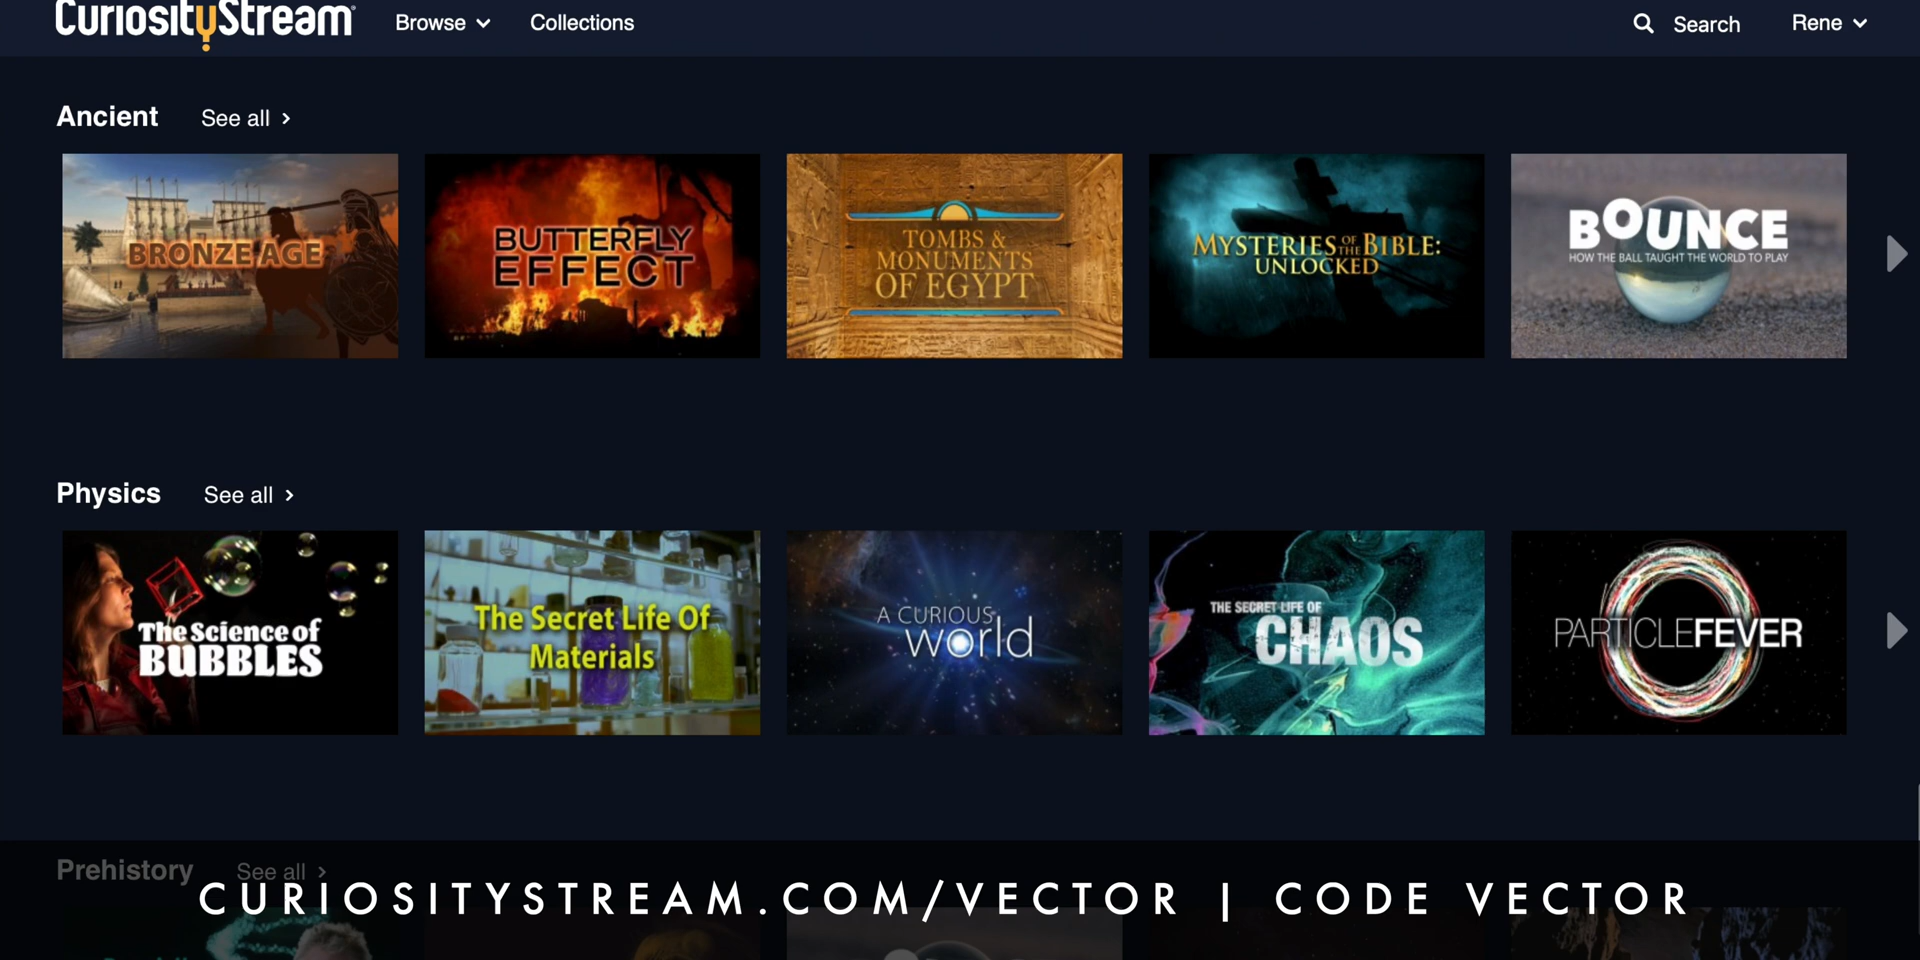 CuriosityStream
Browse
Collections
Search
Rene
Ancient
See all
BRONZE AGE
BUTTERFLY
EFFECT
TOMBS &
MONUMENTS
OF EGYPT
MYSTERIES OF THE BIBLE:
UNLOCKED
BOUNCE
HOW THE BALL TAUGHT THE WORLD TO PLAY
Physics
See all
The Science of
BUBBLES
The Secret Life Of
Materials
A CURIOUS
world
THE SECRET LIFE OF
CHAOS
PARTICLEFEVER
Prehistory
See all
CURIOSITYSTREAM.COM/VECTOR | CODE VECTOR